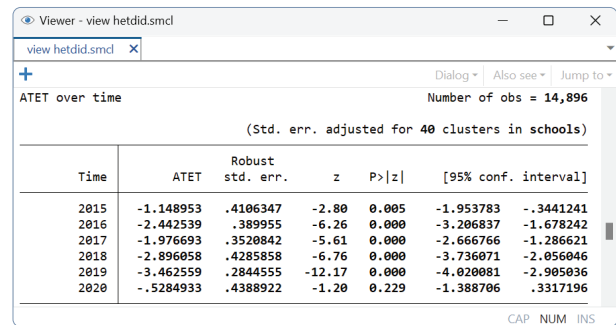 Viewer - view hetdid.smcl
view hetdid.smcl
Dialog Also see Jump to
ATET over time Number of obs = 14,896
(Std. err. adjusted for 40 clusters in schools)
Robust
Time ATET std. err. z P>|z| [95% conf. interval]
2015 -1.148953 .4106347 -2.80 0.005 -1.953783 -.3441241
2016 -2.442539 .389955 -6.26 0.000 -3.206837 -1.678242
2017 -1.976693 .3520842 -5.61 0.000 -2.666766 -1.286621
2018 -2.896058 .4285858 -6.76 0.000 -3.736071 -2.056046
2019 -3.462559 .2844555 -12.17 0.000 -4.020081 -2.905036
2020 -.5284933 .4388922 -1.20 0.229 -1.388706 .3317196
CAP NUM INS